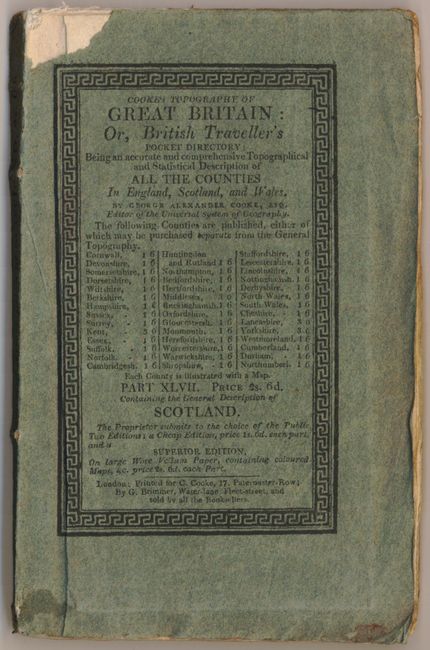 COOKE'S TOPOGRAPHY OF
GREAT BRITAIN:
Or, British Traveller's
POCKET DIRECTORY
Being an accurate and comprehensive Topographical
and Statistical Description of
ALL THE COUNTIES
In England, Scotland, and Wales,
BY GEORGE ALEXANDER COOKE, ESQ.
Editor of the Universal System of Geography.
The following Counties are published, either of
which may be purchased separate from the General
Topography.
Cornwall, 1 6 Huntingdon Staffordshire, 1 6
Devonshire, 1 6 and Rutland 1 6 Leicestershire, 1 6
Somersetshire, 1 6 Northampton, 1 6 Lincolnshire, 1 6
Dorsetshire, 1 6 Bedfordshire, 1 6 Nottinghamsh. 1 6
Wiltshire, 1 6 Hertfordshire, 1 6 Derbyshire, 1 6
Berkshire, 1 6 Middlesex, 3 0 North Wales, 1 6
Hampshire, 1 6 Buckinghamsh. 1 6 South Wales, 1 6
Sussex, 1 6 Oxfordshire, 1 6 Cheshire, 1 6
Surrey, Gloucestersh. 1 6 Lancashire, 3 0
Kent, 3 0 Monmouth, 1 6 Yorkshire, 3 0
Essex, 1 6 Herefordshire, 1 6 Westmoreland, 1 6
Suffolk, 1 6 Worcestershire, 1 6 Cumberland, 1 6
Norfolk, 1 6 Warwickshire, 1 6 Durham, 1 6
Cambridgesh. 1 6 Shropshire, 1 6 Northumberl. 1 6
Each County is illustrated with a Map.
PART XLVII. PRICE 2s. 6d.
Containing the General Description of
SCOTLAND.
The Proprietor submits to the choice of the Public,
Two Editions; a Cheap Edition, price 1s. 6d. each part,
and a
SUPERIOR EDITION,
On large Wove Vellum Paper, containing coloured
Maps, &c. price 2s. 6d. each Part.
London: Printed for C. Cooke, 17, Paternoster-Row;
By G. Brimmer, Water-lane Fleet-street, and
sold by all the Booksellers.